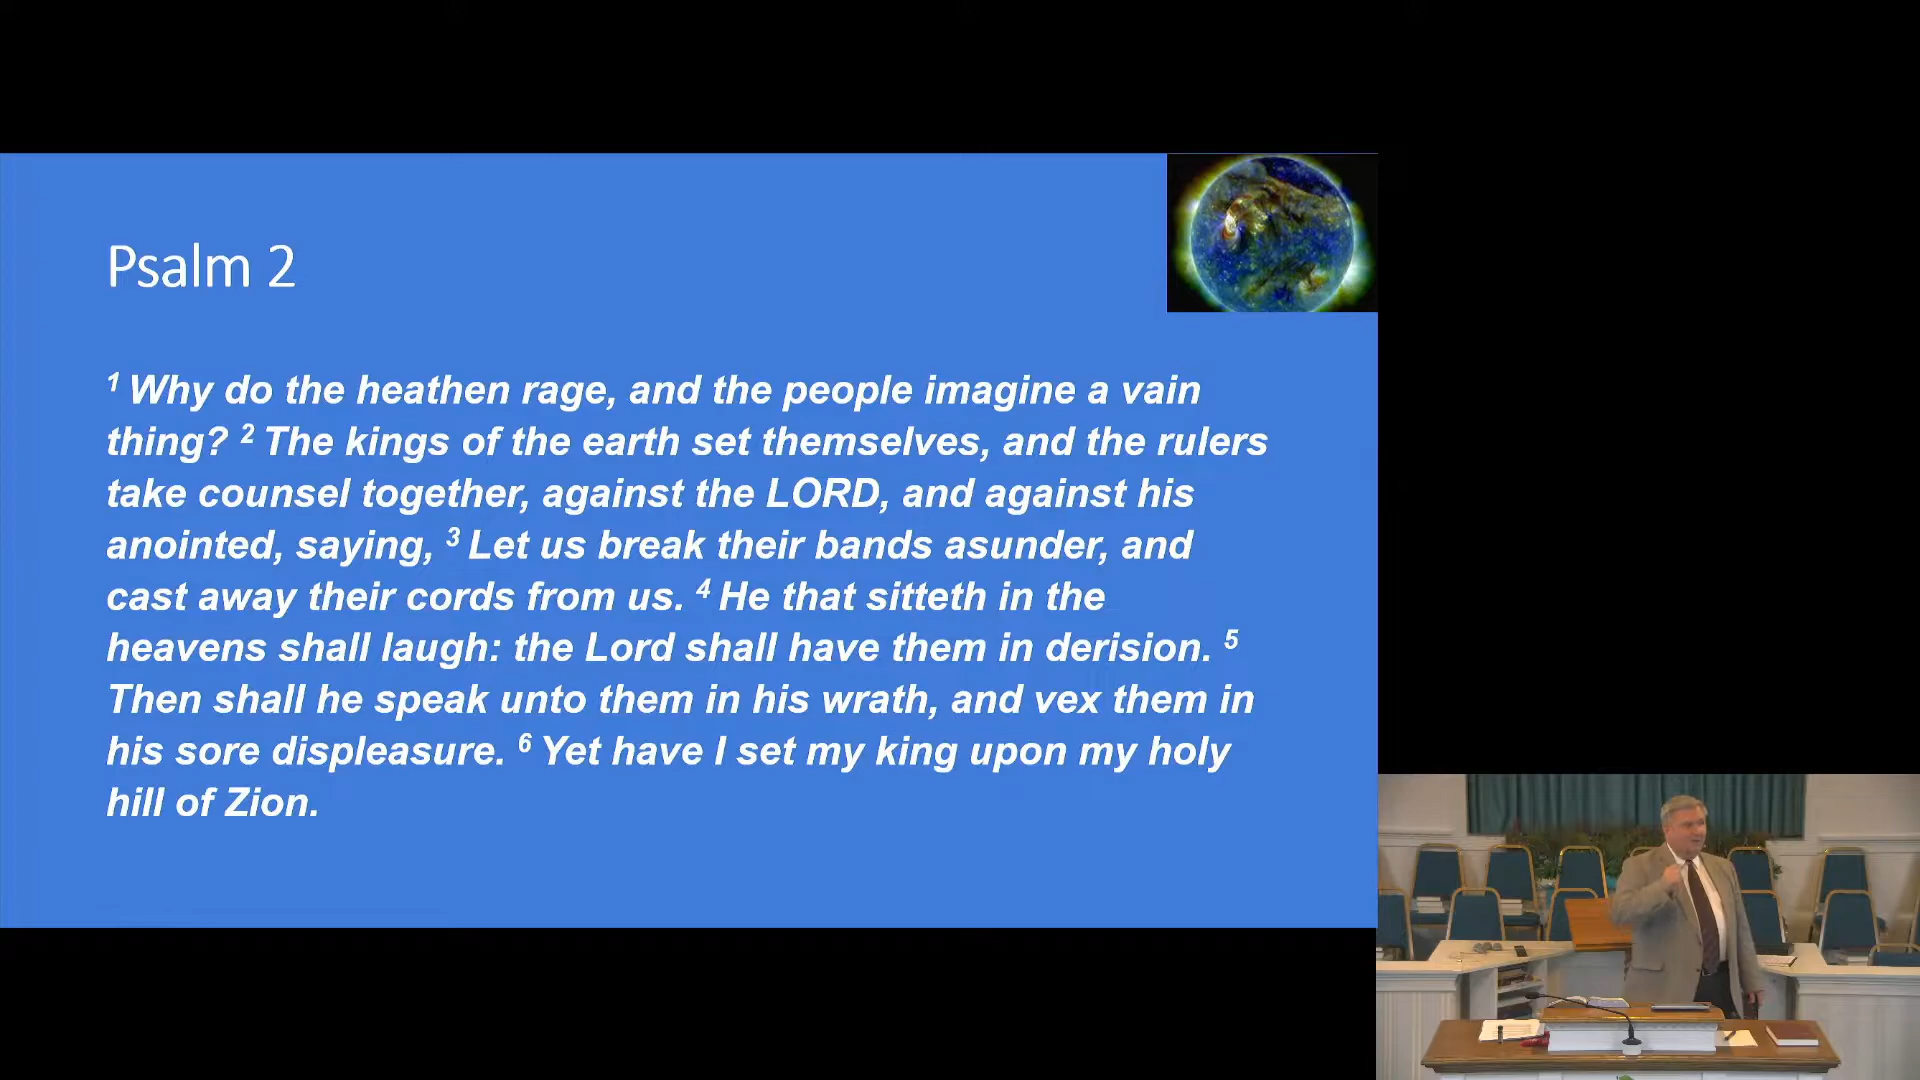 Psalm 2
1 Why do the heathen rage, and the people imagine a vain
thing? 2 The kings of the earth set themselves, and the rulers
take counsel together, against the LORD, and against his
anointed, saying, 3 Let us break their bands asunder, and
cast away their cords from us. 4 He that sitteth in the
heavens shall laugh: the Lord shall have them in derision. 5
Then shall he speak unto them in his wrath, and vex them in
his sore displeasure. 6 Yet have I set my king upon my holy
hill of Zion.